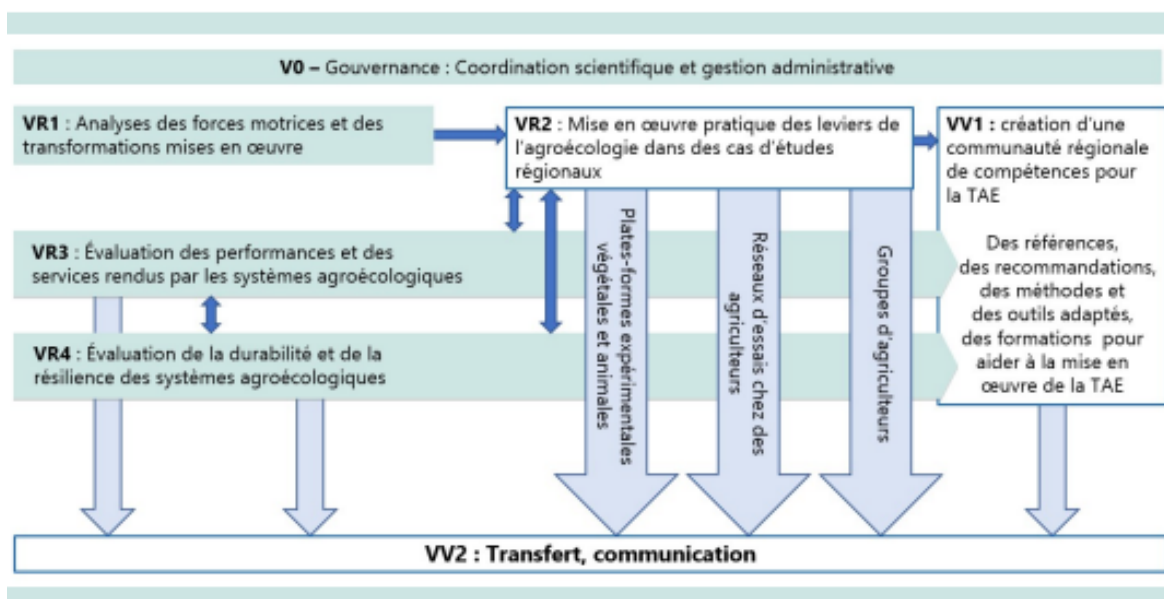 V0 – Gouvernance : Coordination scientifique et gestion administrative
VR1 : Analyses des forces motrices et des
transformations mises en œuvre
VR2 : Mise en œuvre pratique des leviers de
l'agroécologie dans des cas d'études
régionaux
VV1 : création d'une
communauté régionale
de compétences pour
la TAE
Des références,
des recommandations,
des méthodes et
des outils adaptés,
des formations pour
aider à la mise en
œuvre de la TAE
VR3 : Évaluation des performances et des
services rendus par les systèmes agroécologiques
VR4 : Évaluation de la durabilité et de la
résilience des systèmes agroécologiques
Plates-formes expérimentales
végétales et animales
Réseaux d'essais chez des
agriculteurs
Groupes d'agriculteurs
VV2 : Transfert, communication